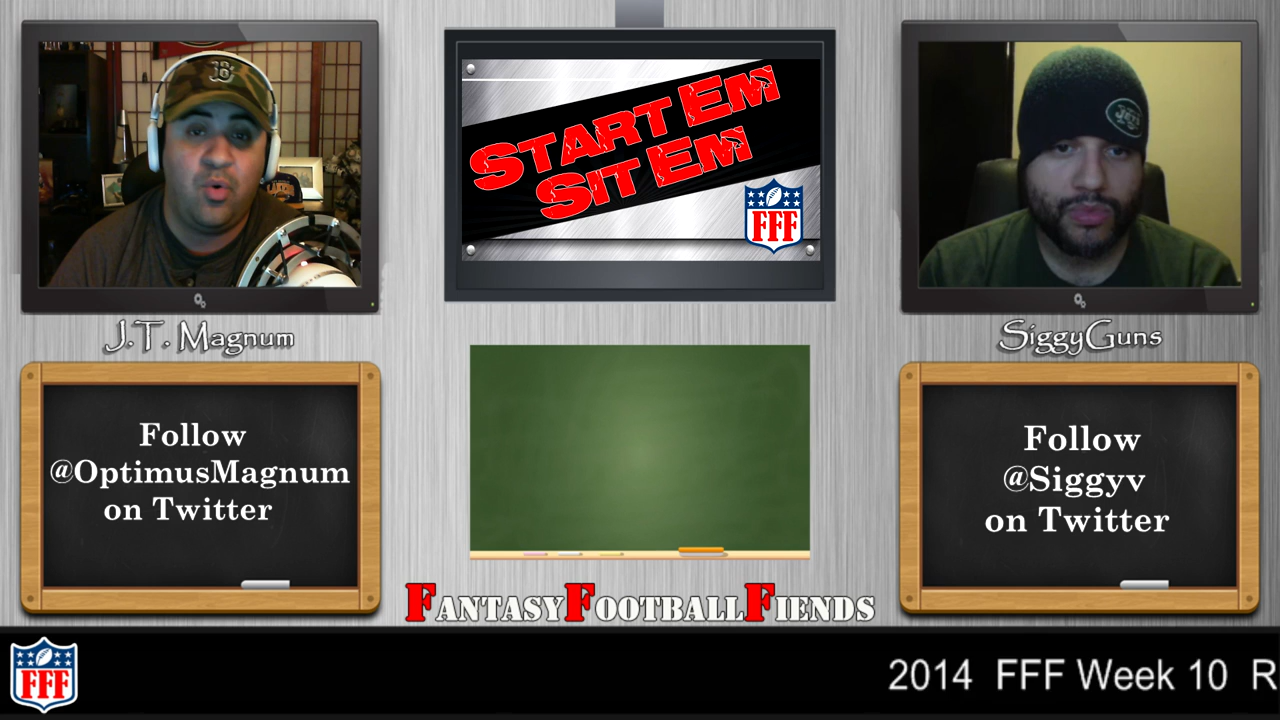 B
JETS
START EM
SIT EM
FFF
J.T. Magnum
SiggyGuns
Follow
@OptimusMagnum
on Twitter
Follow
@Siggyv
on Twitter
FantasyFootballFiends
FFF
2014 FFF Week 10 R